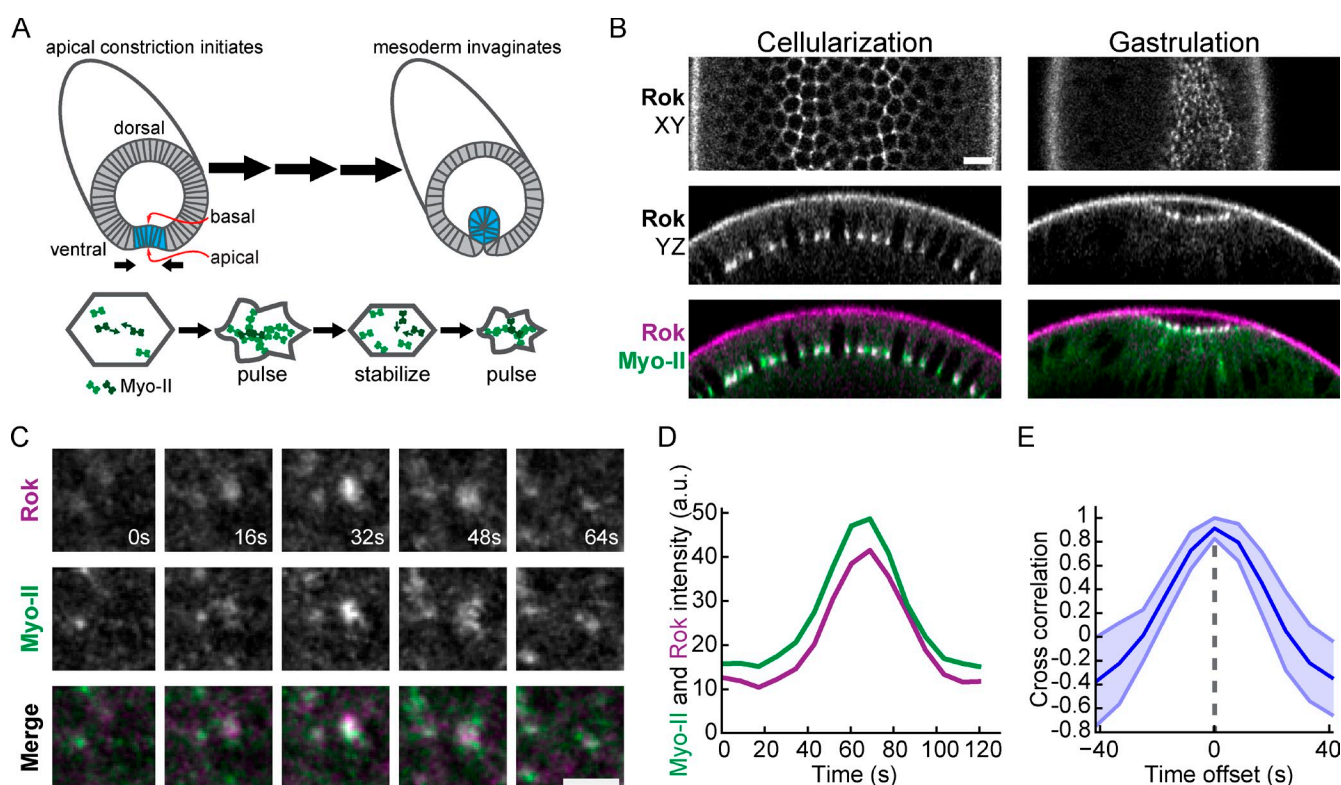 A
apical constriction initiates
mesoderm invaginates
dorsal
basal
ventral
apical
Myo-II
pulse
stabilize
pulse
B
Cellularization
Gastrulation
Rok
XY
Rok
YZ
Rok
Myo-II
C
Rok
0s
16s
32s
48s
64s
Myo-II
Merge
D
Myo-II and Rok intensity (a.u.)
50
40
30
20
10
0
0 20 40 60 80 100 120
Time (s)
E
Cross correlation
1
0.8
0.6
0.4
0.2
0
-0.2
-0.4
-0.6
-0.8
-40 0 40
Time offset (s)